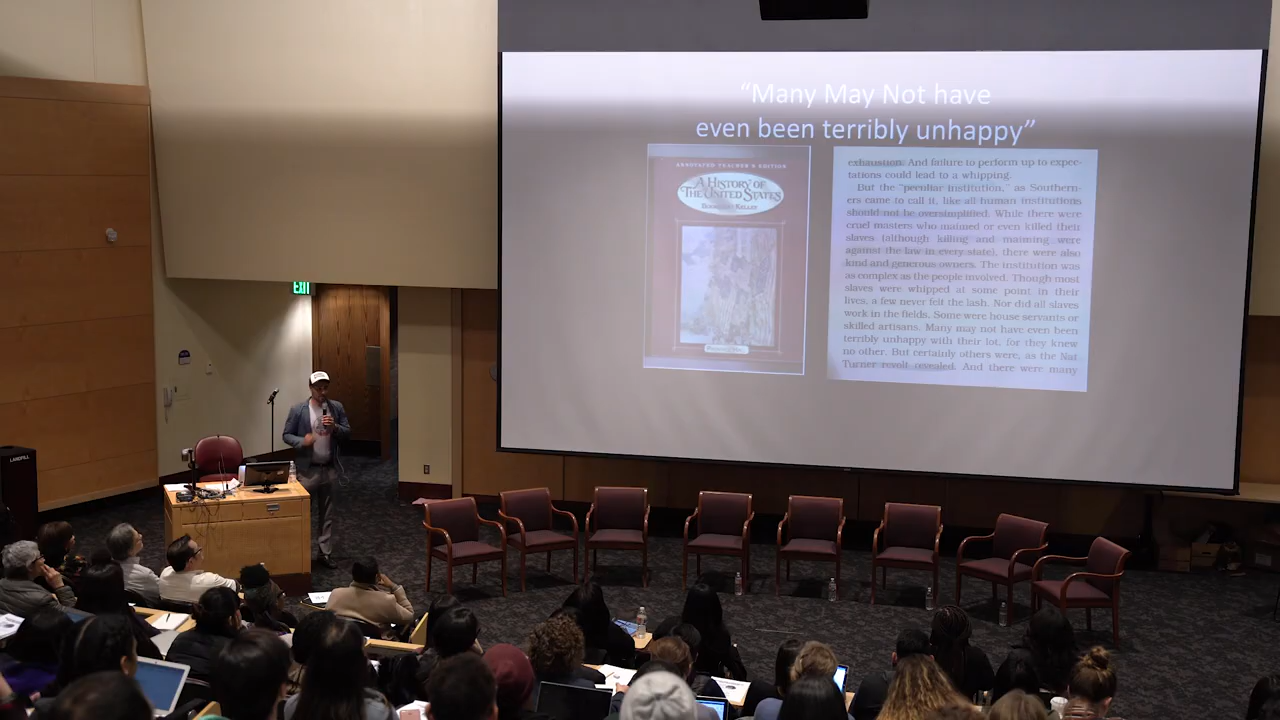 “Many May Not have
even been terribly unhappy”
ANNOTATED TEACHER'S EDITION
A HISTORY OF
THE UNITED STATES
BOORSTIN KELLEY
exhaustion. And failure to perform up to expec-
tations could lead to a whipping.
But the “peculiar institution,” as Southern-
ers came to call it, like all human institutions
should not be oversimplified. While there were
cruel masters who maimed or even killed their
slaves (although killing and maiming were
against the law in every state), there were also
kind and generous owners. The institution was
as complex as the people involved. Though most
slaves were whipped at some point in their
lives, a few never felt the lash. Nor did all slaves
work in the fields. Some were house servants or
skilled artisans. Many may not have even been
terribly unhappy with their lot, for they knew
no other. But certainly others were, as the Nat
Turner revolt revealed. And there were many
EXIT
LANDFILL